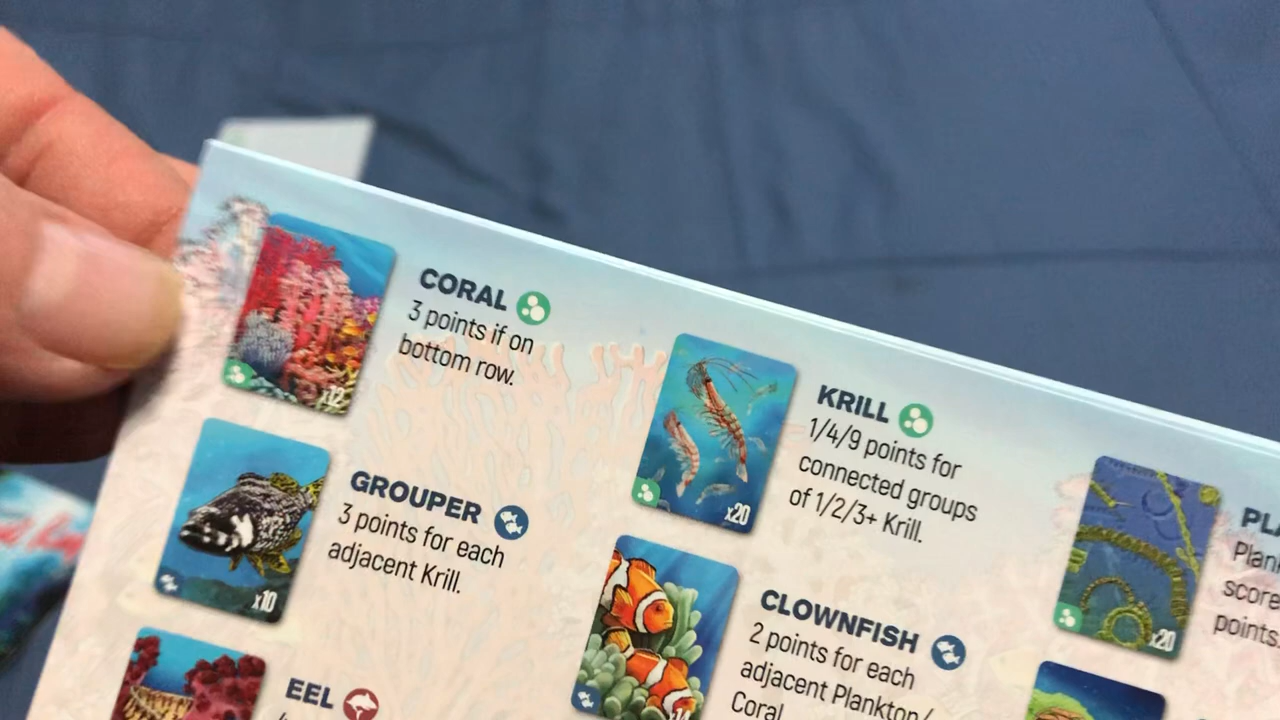 CORAL
3 points if on
bottom row.
x12
KRILL
1/4/9 points for
connected groups
of 1/2/3+ Krill.
x20
GROUPER
3 points for each
adjacent Krill.
x10
CLOWNFISH
2 points for each
adjacent Plankton/
Coral
x20
score
points.
EEL